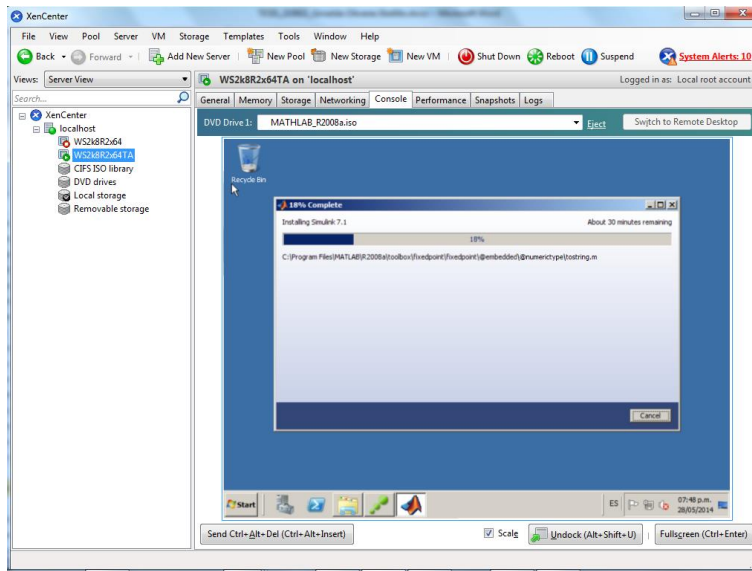 XenCenter
File View Pool Server VM Storage Templates Tools Window Help
Back Forward Add New Server New Pool New Storage New VM Shut Down Reboot Suspend System Alerts: 10
Views: Server View
WS2k8R2x64TA on 'localhost' Logged in as: Local root account
Search...
General Memory Storage Networking Console Performance Snapshots Logs
XenCenter
localhost
WS2k8R2x64
WS2k8R2x64TA
CIFS ISO library
DVD drives
Local storage
Removable storage
DVD Drive 1: MATHLAB_R2008a.iso Eject Switch to Remote Desktop
Recycle Bin
18% Complete
Installing Simulink 7.1 About 30 minutes remaining
18%
C:\Program Files\MATLAB\R2008a\toolbox\fixedpoint\fixedpoint\@embedded\@numerictype\tostring.m
Cancel
Start ES 07:48 p.m.
28/05/2014
Send Ctrl+Alt+Del (Ctrl+Alt+Insert) Scale Undock (Alt+Shift+U) Fullscreen (Ctrl+Enter)